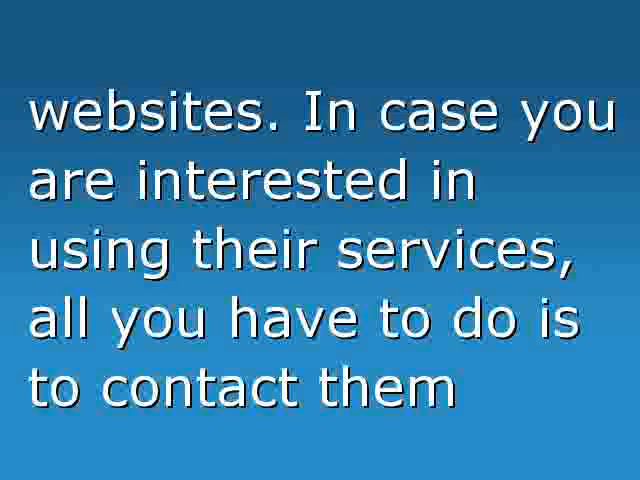 websites. In case you
are interested in
using their services,
all you have to do is
to contact them